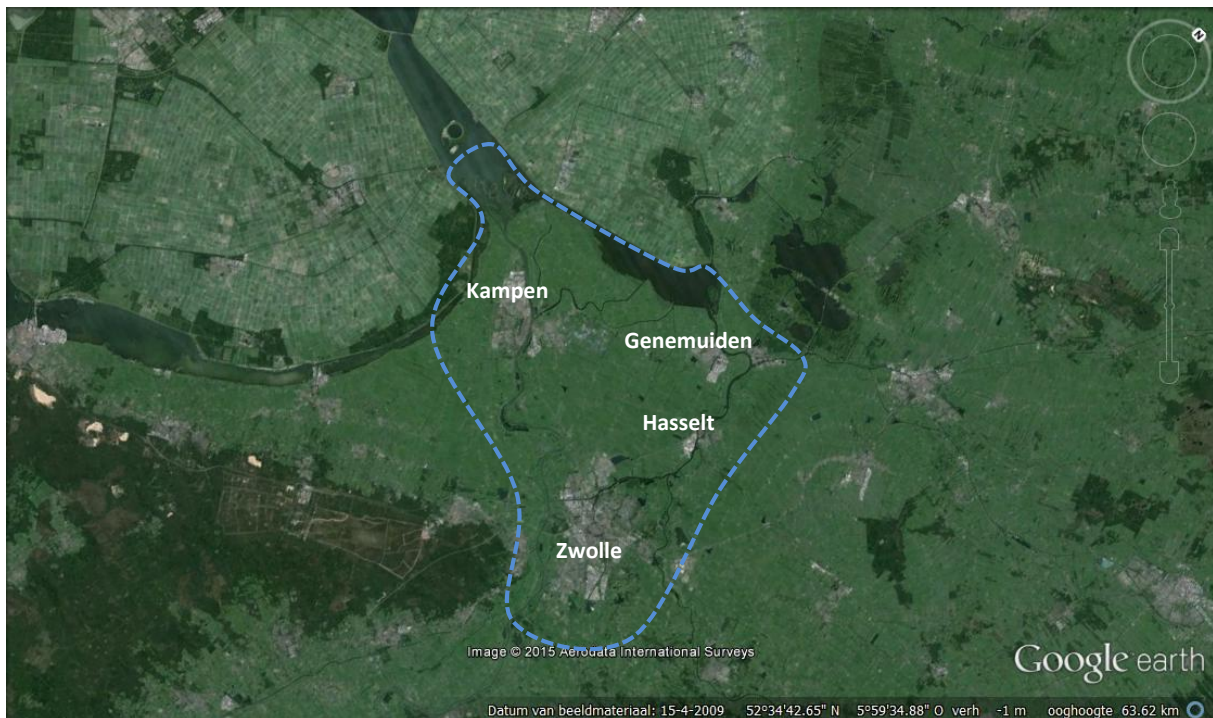 N
Kampen
Genemuiden
Hasselt
Zwolle
Image © 2015 Aerodata International Surveys
Google earth
Datum van beeldmateriaal: 15-4-2009 52°34'42.65" N 5°59'34.88" O verh -1 m ooghoogte 63.62 km